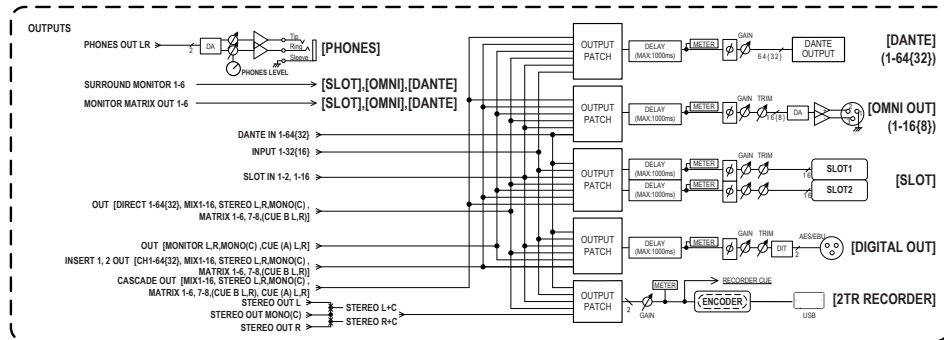 OUTPUTS
PHONES OUT LR
2
DA
Tip
Ring
Sleeve
PHONES LEVEL
[PHONES]
SURROUND MONITOR 1-6
[SLOT],[OMNI],[DANTE]
MONITOR MATRIX OUT 1-6
[SLOT],[OMNI],[DANTE]
DANTE IN 1-64{32}
INPUT 1-32{16}
SLOT IN 1-2, 1-16
OUT [DIRECT 1-64{32}, MIX1-16, STEREO L,R,MONO(C) ,
MATRIX 1-6, 7-8,(CUE B L,R)]
OUT [MONITOR L,R,MONO(C) ,CUE (A) L,R]
INSERT 1, 2 OUT [CH1-64{32}, MIX1-16, STEREO L,R,MONO(C) ,
MATRIX 1-6, 7-8,(CUE B L,R)]
CASCADE OUT [MIX1-16, STEREO L,R,MONO(C) ,
MATRIX 1-6, 7-8,(CUE B L,R), CUE (A) L,R]
STEREO OUT L
STEREO OUT MONO(C)
STEREO OUT R
STEREO L+C
STEREO R+C
OUTPUT
PATCH
DELAY
(MAX:1000ms)
METER
GAIN
64{32}
DANTE
OUTPUT
[DANTE]
(1-64{32})
OUTPUT
PATCH
DELAY
(MAX:1000ms)
METER
GAIN
TRIM
16{8}
DA
2
3
1
[OMNI OUT]
(1-16{8})
OUTPUT
PATCH
DELAY
(MAX:1000ms)
METER
GAIN
TRIM
16
SLOT1
DELAY
(MAX:1000ms)
METER
16
SLOT2
[SLOT]
OUTPUT
PATCH
DELAY
(MAX:1000ms)
METER
GAIN
TRIM
DIT
2
AES/EBU
[DIGITAL OUT]
OUTPUT
PATCH
2
GAIN
METER
RECORDER CUE
ENCODER
USB
[2TR RECORDER]